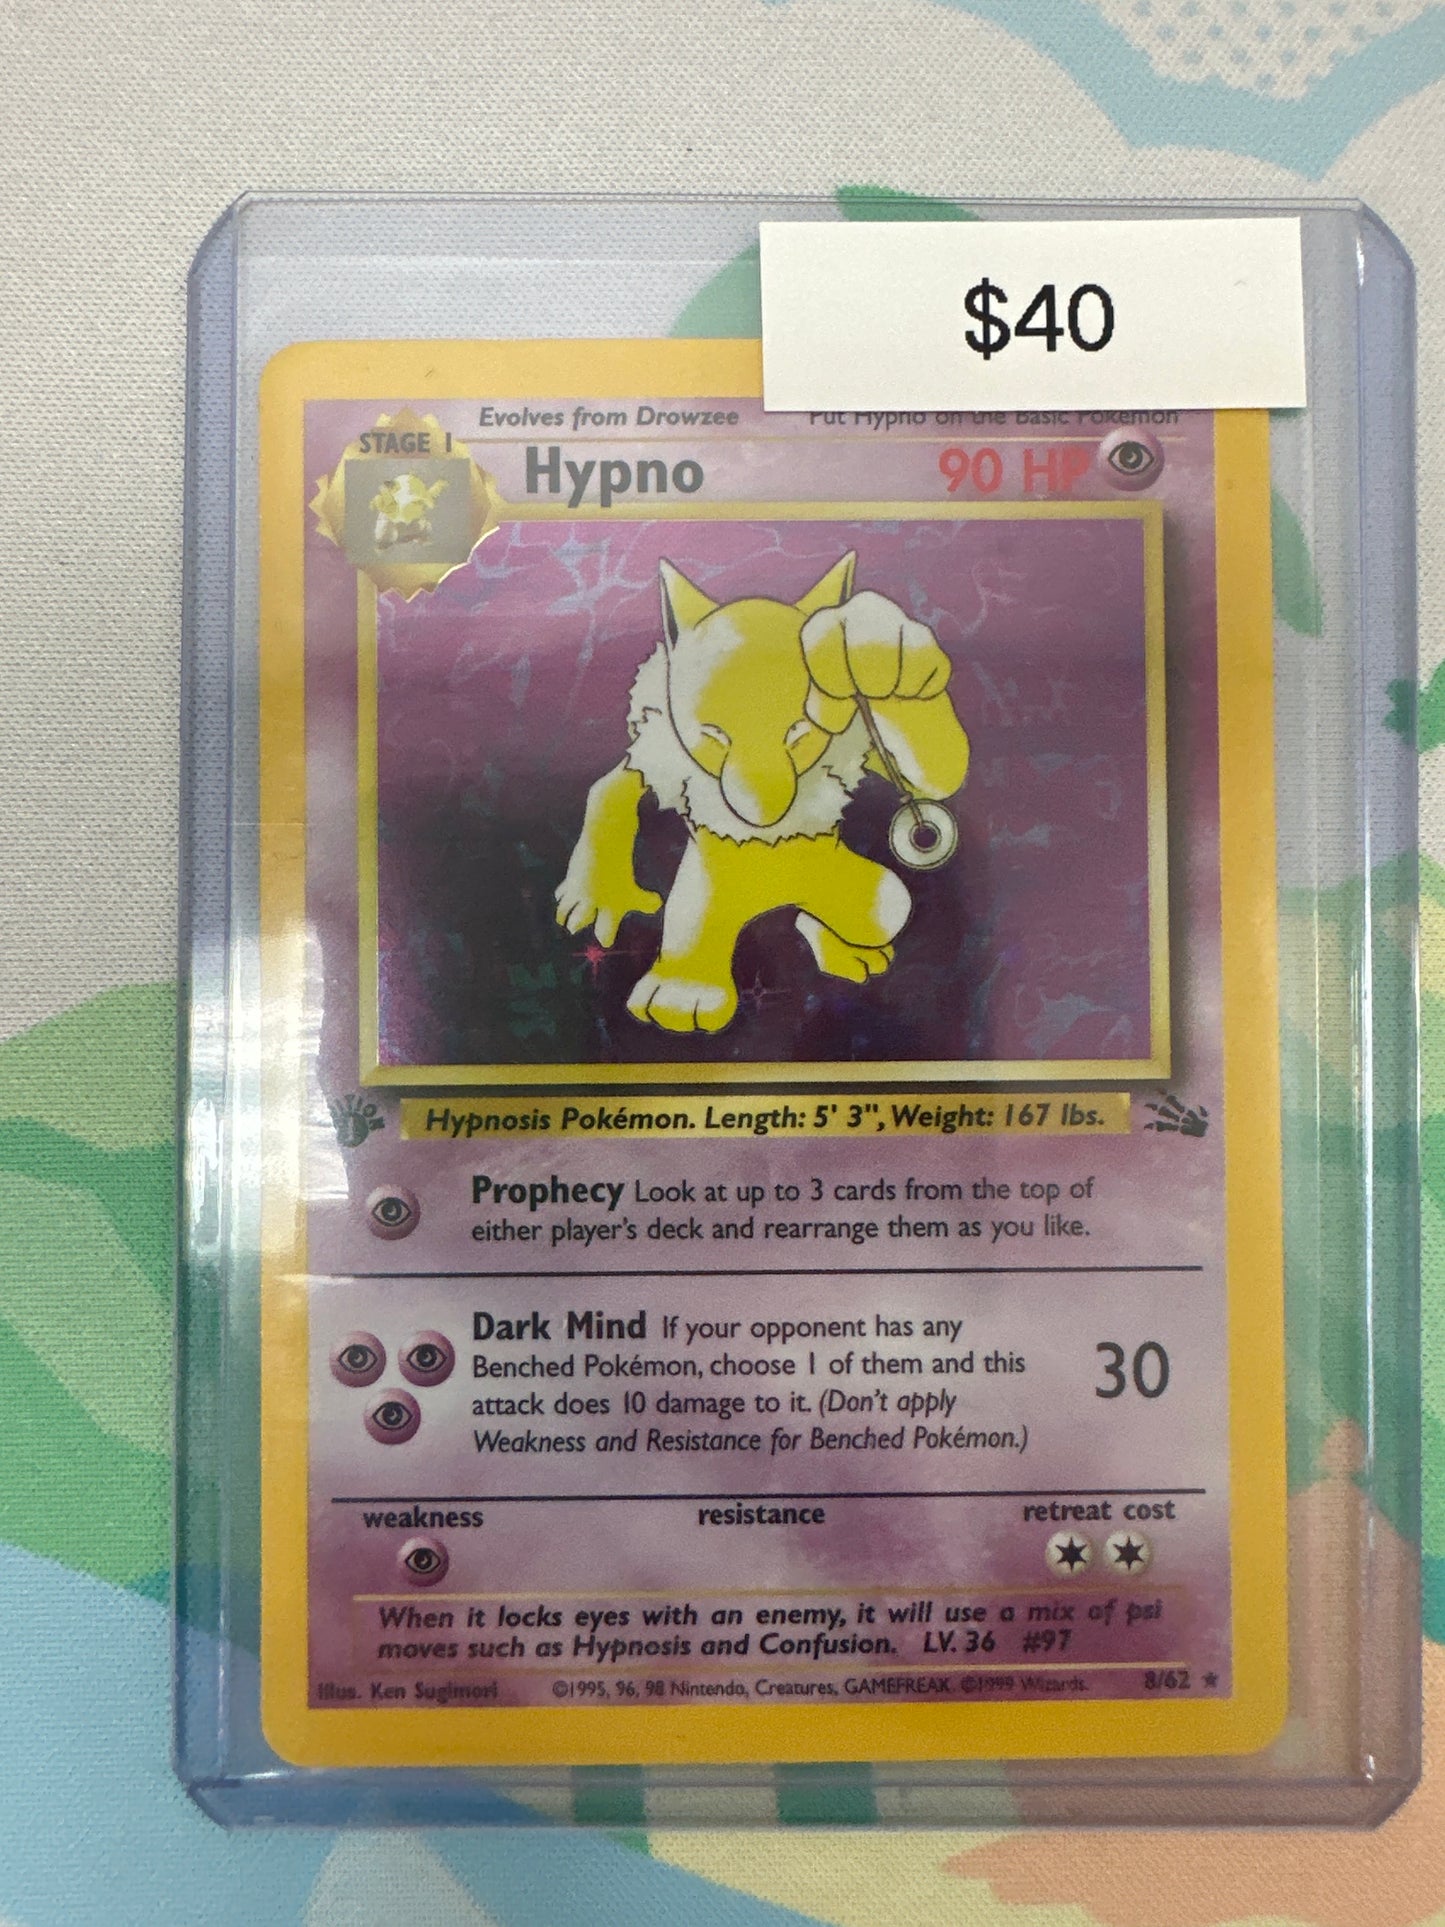 $40
Evolves from Drowzee Put Hypno on the Basic Pokémon
STAGE 1
Hypno 90 HP
Hypnosis Pokémon. Length: 5' 3", Weight: 167 lbs.
Prophecy Look at up to 3 cards from the top of
either player's deck and rearrange them as you like.
Dark Mind If your opponent has any
Benched Pokémon, choose 1 of them and this
attack does 10 damage to it. (Don't apply
Weakness and Resistance for Benched Pokémon.)
30
weakness resistance retreat cost
When it locks eyes with an enemy, it will use a mix of psi
moves such as Hypnosis and Confusion. LV. 36 #97
Illus. Ken Sugimori ©1995, 96, 98 Nintendo, Creatures, GAMEFREAK. ©1999 Wizards. 8/62 ★